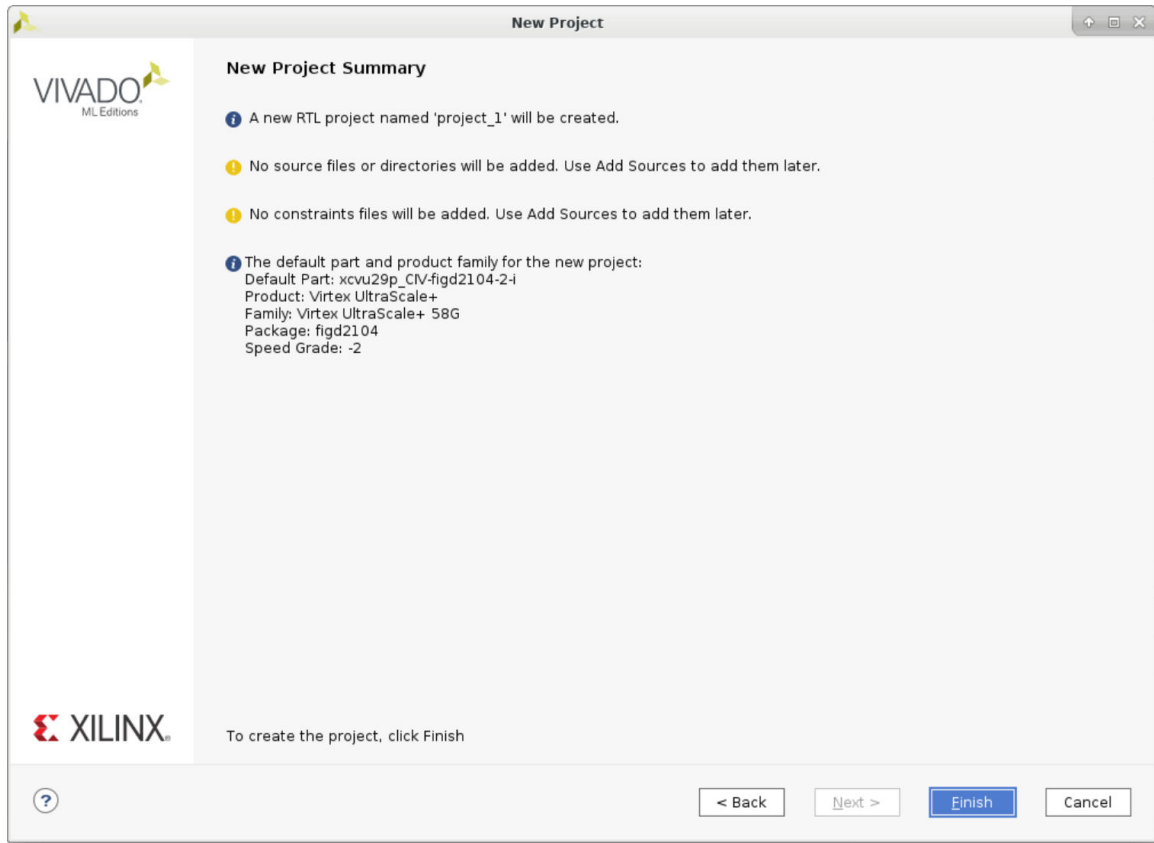 New Project
VIVADO.
ML Editions
New Project Summary
A new RTL project named 'project_1' will be created.
No source files or directories will be added. Use Add Sources to add them later.
No constraints files will be added. Use Add Sources to add them later.
The default part and product family for the new project:
Default Part: xcvu29p_CIV-figd2104-2-i
Product: Virtex UltraScale+
Family: Virtex UltraScale+ 58G
Package: figd2104
Speed Grade: -2
XILINX®
To create the project, click Finish
?
< Back
Next >
Finish
Cancel